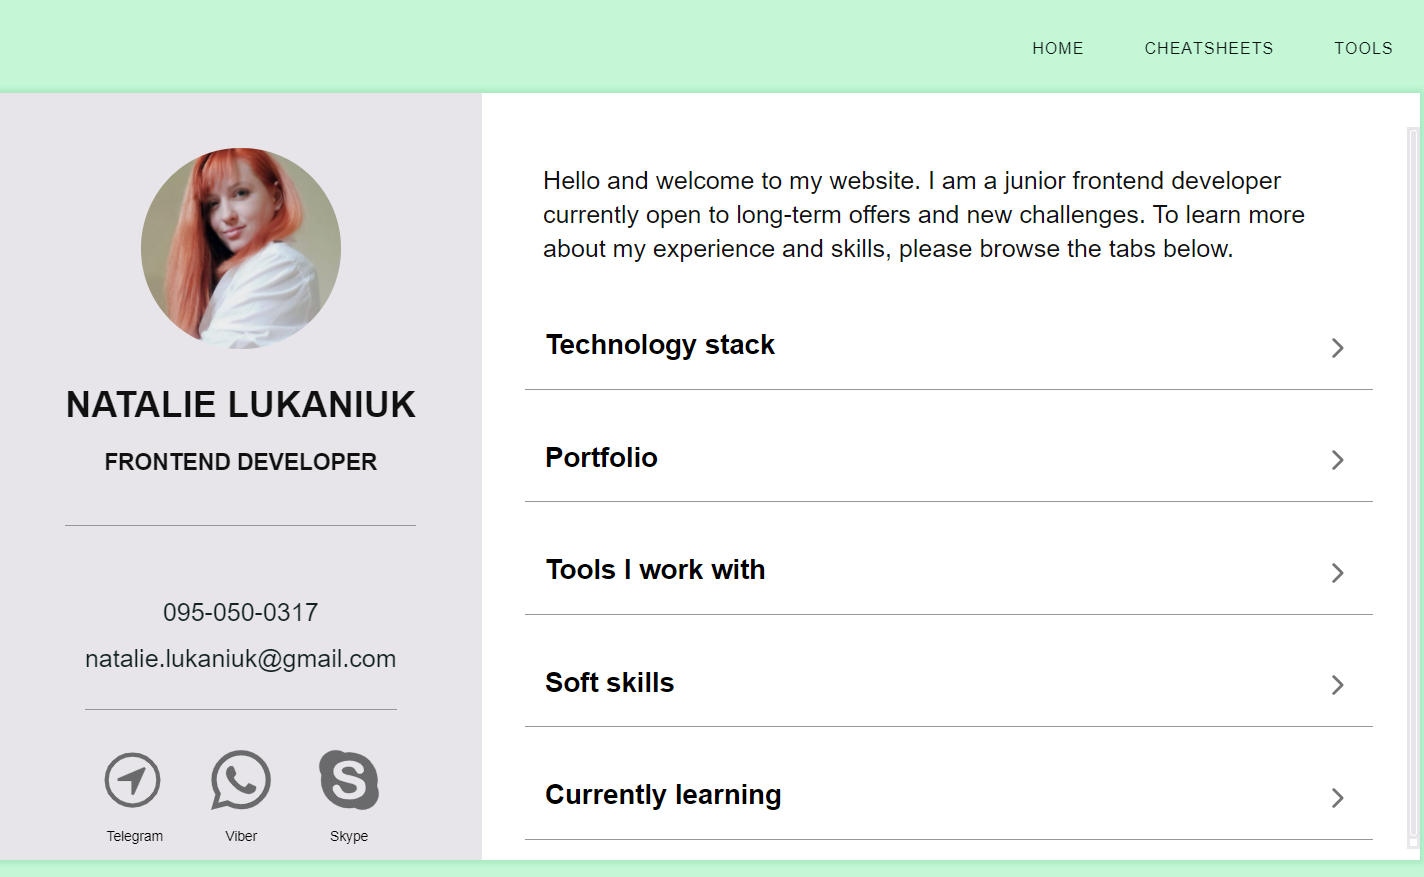 HOME CHEATSHEETS TOOLS
NATALIE LUKANIUK
FRONTEND DEVELOPER
095-050-0317
natalie.lukaniuk@gmail.com
Telegram Viber Skype
Hello and welcome to my website. I am a junior frontend developer
currently open to long-term offers and new challenges. To learn more
about my experience and skills, please browse the tabs below.
Technology stack
Portfolio
Tools I work with
Soft skills
Currently learning